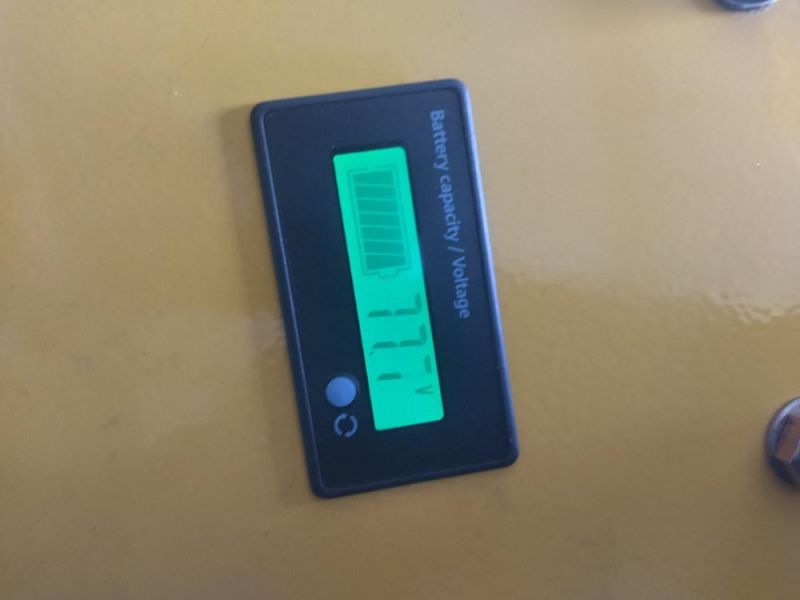 Battery capacity / Voltage
V